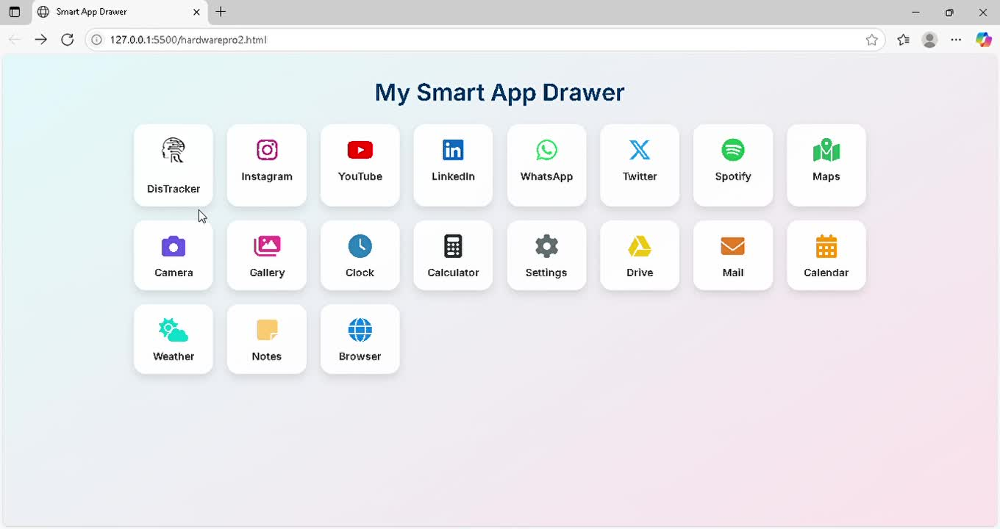 Smart App Drawer
127.0.0.1:5500/hardwarepro2.html
My Smart App Drawer
DisTracker Instagram YouTube LinkedIn WhatsApp Twitter Spotify Maps
Camera Gallery Clock Calculator Settings Drive Mail Calendar
Weather Notes Browser